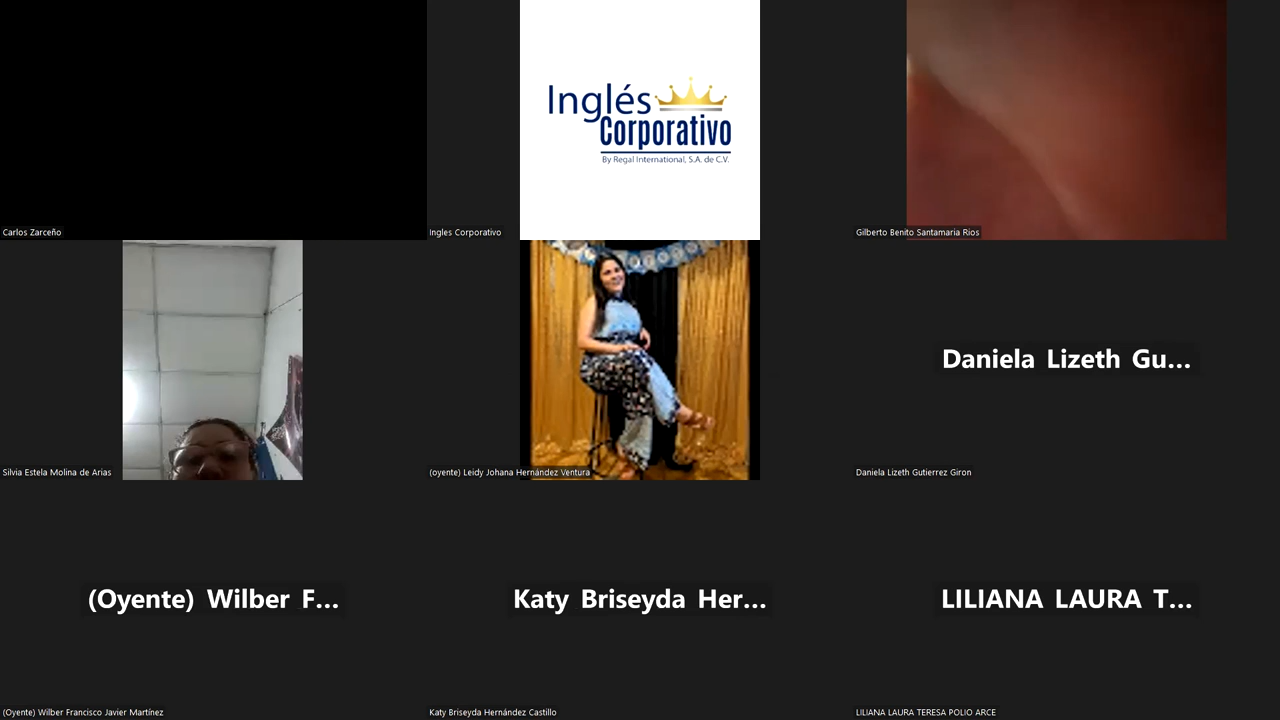 Inglés
Corporativo
By Regal International, S.A. de C.V.
Carlos Zarceño
Ingles Corporativo
Gilberto Benito Santamaria Rios
Daniela Lizeth Gu...
Silvia Estela Molina de Arias
(oyente) Leidy Johana Hernández Ventura
Daniela Lizeth Gutierrez Giron
(Oyente) Wilber F...
Katy Briseyda Her...
LILIANA LAURA T...
(Oyente) Wilber Francisco Javier Martínez
Katy Briseyda Hernández Castillo
LILIANA LAURA TERESA POLIO ARCE